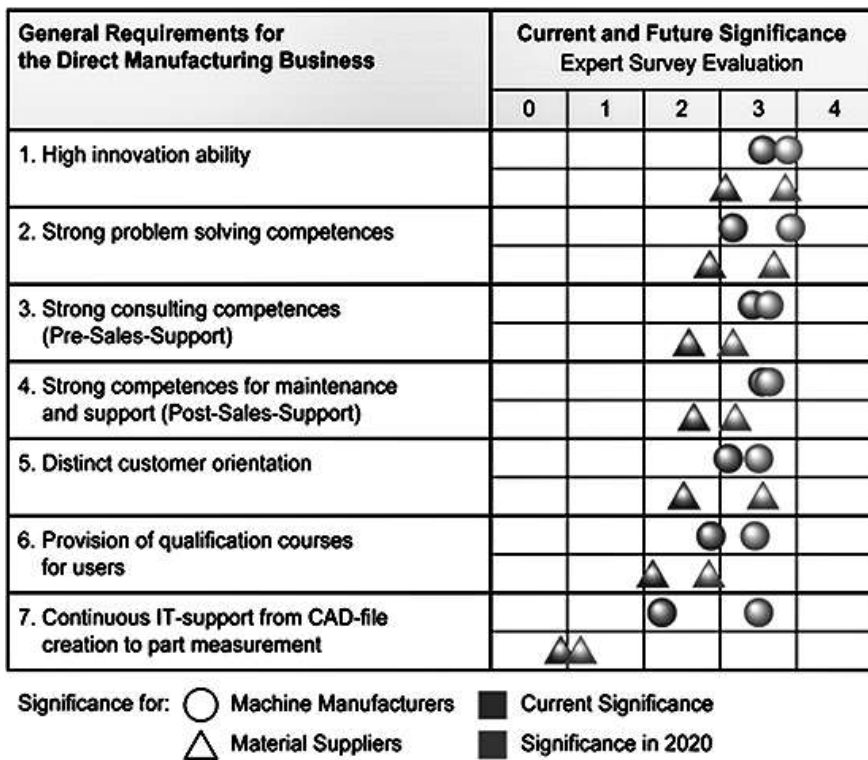 General Requirements for
the Direct Manufacturing Business
Current and Future Significance
Expert Survey Evaluation
0 1 2 3 4
1. High innovation ability
2. Strong problem solving competences
3. Strong consulting competences
(Pre-Sales-Support)
4. Strong competences for maintenance
and support (Post-Sales-Support)
5. Distinct customer orientation
6. Provision of qualification courses
for users
7. Continuous IT-support from CAD-file
creation to part measurement
Significance for: Machine Manufacturers Current Significance
Material Suppliers Significance in 2020